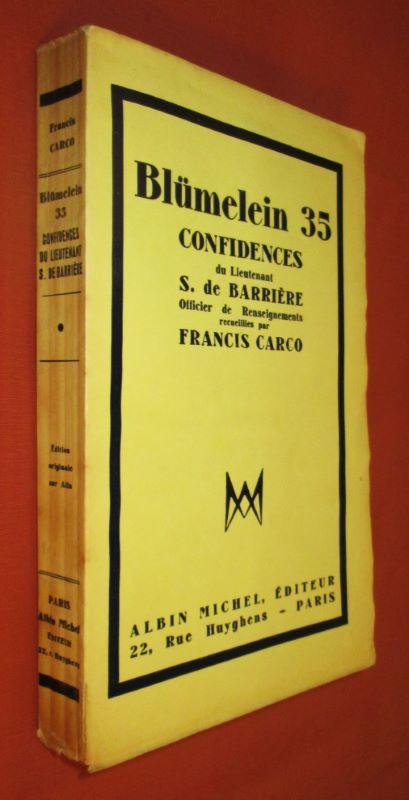 Francis
CARCO
Blümelein
35
CONFIDENCES
DU LIEUTENANT
S. DE BARRIÈRE
Édition
originale
sur Alfa
PARIS
Albin Michel
ÉDITEUR
22, r. Huyghens
Blümelein 35
CONFIDENCES
du Lieutenant
S. de BARRIÈRE
Officier de Renseignements
recueillies par
FRANCIS CARCO
ALBIN MICHEL, ÉDITEUR
22, Rue Huyghens - PARIS